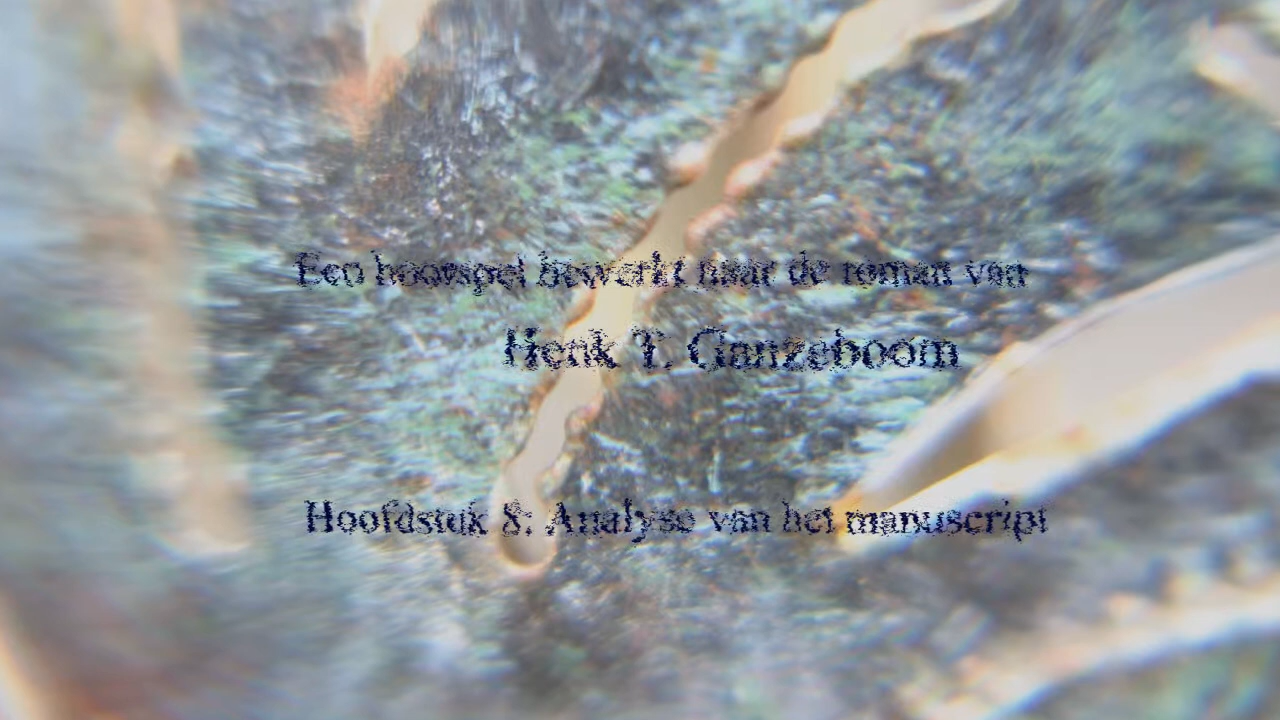 Een hoorspel bewerkt naar de roman van
Henk T. Ganzeboom
Hoofdstuk 8: Analyse van het manuscript